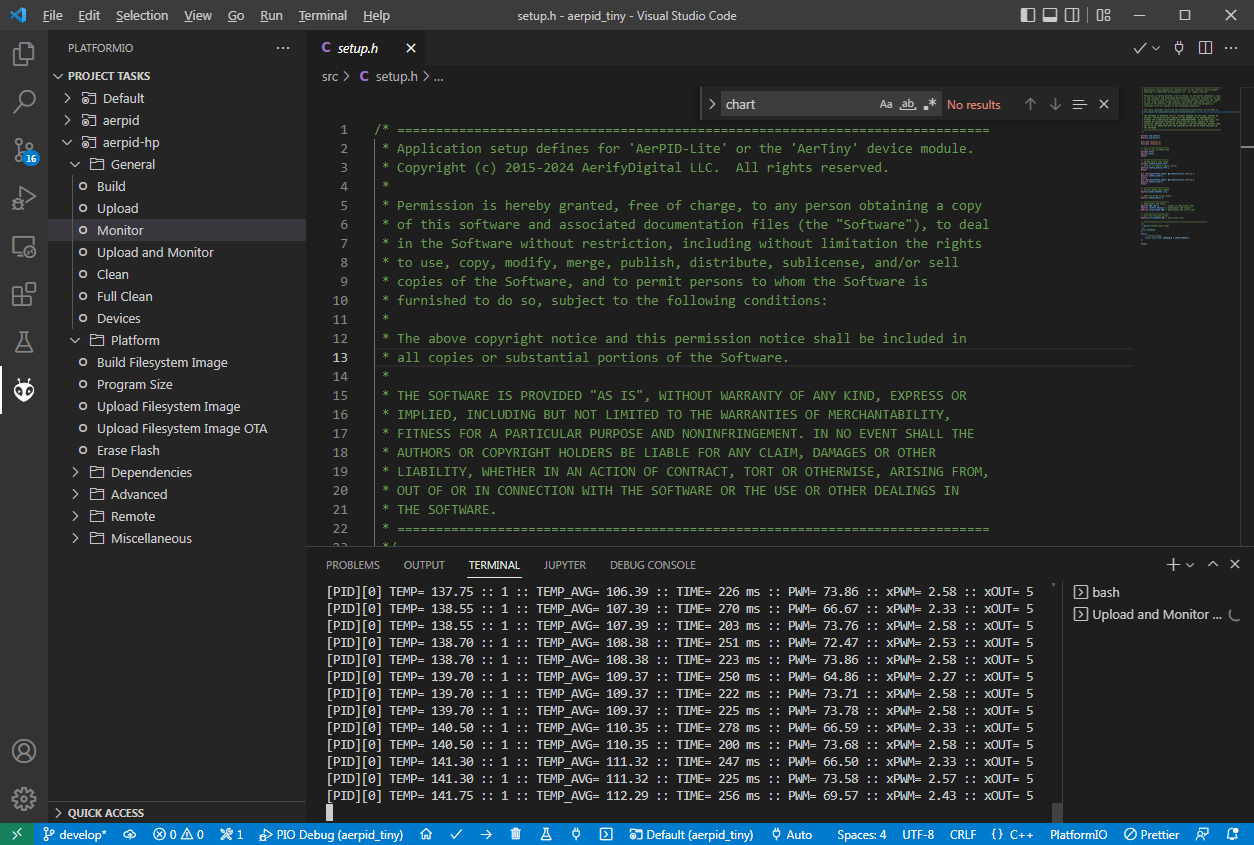 File Edit Selection View Go Run Terminal Help
setup.h - aerpid_tiny - Visual Studio Code
PLATFORMIO
PROJECT TASKS
Default
aerpid
aerpid-hp
General
Build
Upload
Monitor
Upload and Monitor
Clean
Full Clean
Devices
Platform
Build Filesystem Image
Program Size
Upload Filesystem Image
Upload Filesystem Image OTA
Erase Flash
Dependencies
Advanced
Remote
Miscellaneous
QUICK ACCESS
16
C setup.h
src > C setup.h > ...
chart Aa ab .* No results
1 /* =============================================================================
2 * Application setup defines for 'AerPID-Lite' or the 'AerTiny' device module.
3 * Copyright (c) 2015-2024 AerifyDigital LLC.  All rights reserved.
4 *
5 * Permission is hereby granted, free of charge, to any person obtaining a copy
6 * of this software and associated documentation files (the "Software"), to deal
7 * in the Software without restriction, including without limitation the rights
8 * to use, copy, modify, merge, publish, distribute, sublicense, and/or sell
9 * copies of the Software, and to permit persons to whom the Software is
10 * furnished to do so, subject to the following conditions:
11 *
12 * The above copyright notice and this permission notice shall be included in
13 * all copies or substantial portions of the Software.
14 *
15 * THE SOFTWARE IS PROVIDED "AS IS", WITHOUT WARRANTY OF ANY KIND, EXPRESS OR
16 * IMPLIED, INCLUDING BUT NOT LIMITED TO THE WARRANTIES OF MERCHANTABILITY,
17 * FITNESS FOR A PARTICULAR PURPOSE AND NONINFRINGEMENT. IN NO EVENT SHALL THE
18 * AUTHORS OR COPYRIGHT HOLDERS BE LIABLE FOR ANY CLAIM, DAMAGES OR OTHER
19 * LIABILITY, WHETHER IN AN ACTION OF CONTRACT, TORT OR OTHERWISE, ARISING FROM,
20 * OUT OF OR IN CONNECTION WITH THE SOFTWARE OR THE USE OR OTHER DEALINGS IN
21 * THE SOFTWARE.
22 * =============================================================================
23 */
PROBLEMS OUTPUT TERMINAL JUPYTER DEBUG CONSOLE
[PID][0] TEMP= 137.75 :: 1 :: TEMP_AVG= 106.39 :: TIME= 226 ms :: PWM= 73.86 :: xPWM= 2.58 :: xOUT= 5
[PID][0] TEMP= 138.55 :: 1 :: TEMP_AVG= 107.39 :: TIME= 270 ms :: PWM= 66.67 :: xPWM= 2.33 :: xOUT= 5
[PID][0] TEMP= 138.55 :: 1 :: TEMP_AVG= 107.39 :: TIME= 203 ms :: PWM= 73.76 :: xPWM= 2.58 :: xOUT= 5
[PID][0] TEMP= 138.70 :: 1 :: TEMP_AVG= 108.38 :: TIME= 251 ms :: PWM= 72.47 :: xPWM= 2.53 :: xOUT= 5
[PID][0] TEMP= 138.70 :: 1 :: TEMP_AVG= 108.38 :: TIME= 223 ms :: PWM= 73.86 :: xPWM= 2.58 :: xOUT= 5
[PID][0] TEMP= 139.70 :: 1 :: TEMP_AVG= 109.37 :: TIME= 250 ms :: PWM= 64.86 :: xPWM= 2.27 :: xOUT= 5
[PID][0] TEMP= 139.70 :: 1 :: TEMP_AVG= 109.37 :: TIME= 222 ms :: PWM= 73.71 :: xPWM= 2.58 :: xOUT= 5
[PID][0] TEMP= 139.70 :: 1 :: TEMP_AVG= 109.37 :: TIME= 225 ms :: PWM= 73.78 :: xPWM= 2.58 :: xOUT= 5
[PID][0] TEMP= 140.50 :: 1 :: TEMP_AVG= 110.35 :: TIME= 278 ms :: PWM= 66.59 :: xPWM= 2.33 :: xOUT= 5
[PID][0] TEMP= 140.50 :: 1 :: TEMP_AVG= 110.35 :: TIME= 200 ms :: PWM= 73.68 :: xPWM= 2.58 :: xOUT= 5
[PID][0] TEMP= 141.30 :: 1 :: TEMP_AVG= 111.32 :: TIME= 247 ms :: PWM= 66.50 :: xPWM= 2.33 :: xOUT= 5
[PID][0] TEMP= 141.30 :: 1 :: TEMP_AVG= 111.32 :: TIME= 225 ms :: PWM= 73.58 :: xPWM= 2.57 :: xOUT= 5
[PID][0] TEMP= 141.75 :: 1 :: TEMP_AVG= 112.29 :: TIME= 256 ms :: PWM= 69.57 :: xPWM= 2.43 :: xOUT= 5
bash
Upload and Monitor ...
develop* 0 0 1 PIO Debug (aerpid_tiny) Default (aerpid_tiny) Auto Spaces: 4 UTF-8 CRLF {} C++ PlatformIO Prettier